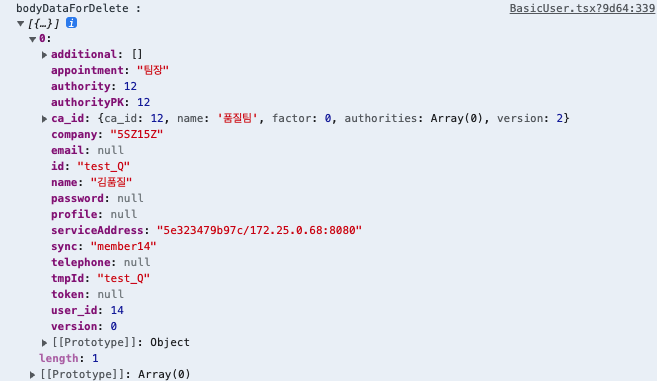 bodyDataForDelete : BasicUser.tsx?9d64:339
▼ [{…}] i
▼ 0:
▶ additional: []
appointment: "팀장"
authority: 12
authorityPK: 12
▶ ca_id: {ca_id: 12, name: '품질팀', factor: 0, authorities: Array(0), version: 2}
company: "5SZ15Z"
email: null
id: "test_Q"
name: "김품질"
password: null
profile: null
serviceAddress: "5e323479b97c/172.25.0.68:8080"
sync: "member14"
telephone: null
tmpId: "test_Q"
token: null
user_id: 14
version: 0
▶ [[Prototype]]: Object
length: 1
▶ [[Prototype]]: Array(0)